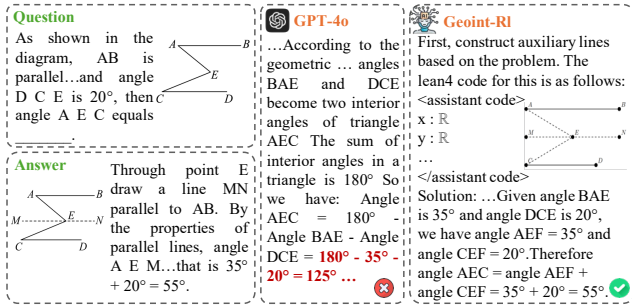 Question
As shown in the
diagram, AB is
parallel…and angle
D C E is 20°, then
angle A E C equals
________.
A
B
E
C
D
Answer
Through point E
draw a line MN
parallel to AB. By
the properties of
parallel lines, angle
A E M…that is 35°
+ 20° = 55°.
A
B
M
E
N
C
D
GPT-4o
…According to the
geometric … angles
BAE and DCE
become two interior
angles of triangle
AEC The sum of
interior angles in a
triangle is 180° So
we have: Angle
AEC = 180° -
Angle BAE - Angle
DCE = 180° - 35° -
20° = 125° …
Geoint-Rl
First, construct auxiliary lines
based on the problem. The
lean4 code for this is as follows:
<assistant code>
x : ℝ
y : ℝ
…
</assistant code>
A
B
M
E
N
C
D
Solution: …Given angle BAE
is 35° and angle DCE is 20°,
we have angle AEF = 35° and
angle CEF = 20°.Therefore
angle AEC = angle AEF +
angle CEF = 35° + 20° = 55°.